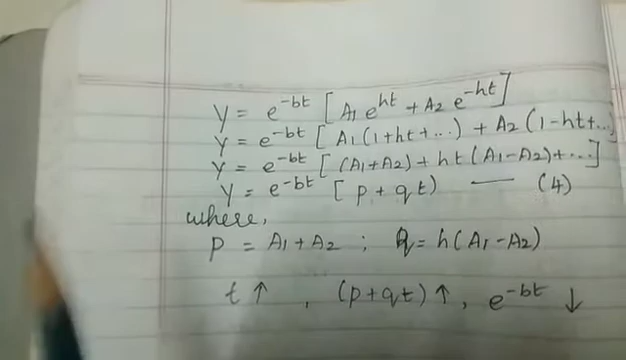 y = e^{-bt} [ A₁ e^{ht} + A₂ e^{-ht} ]
y = e^{-bt} [ A₁ (1+ht+...) + A₂ (1-ht+...
y = e^{-bt} [ (A₁+A₂) + ht (A₁-A₂)+...]
y = e^{-bt} [ p + qt ) — (4)
where,
p = A₁+A₂ ; q = h(A₁-A₂)
t ↑ , (p+qt) ↑ , e^{-bt} ↓